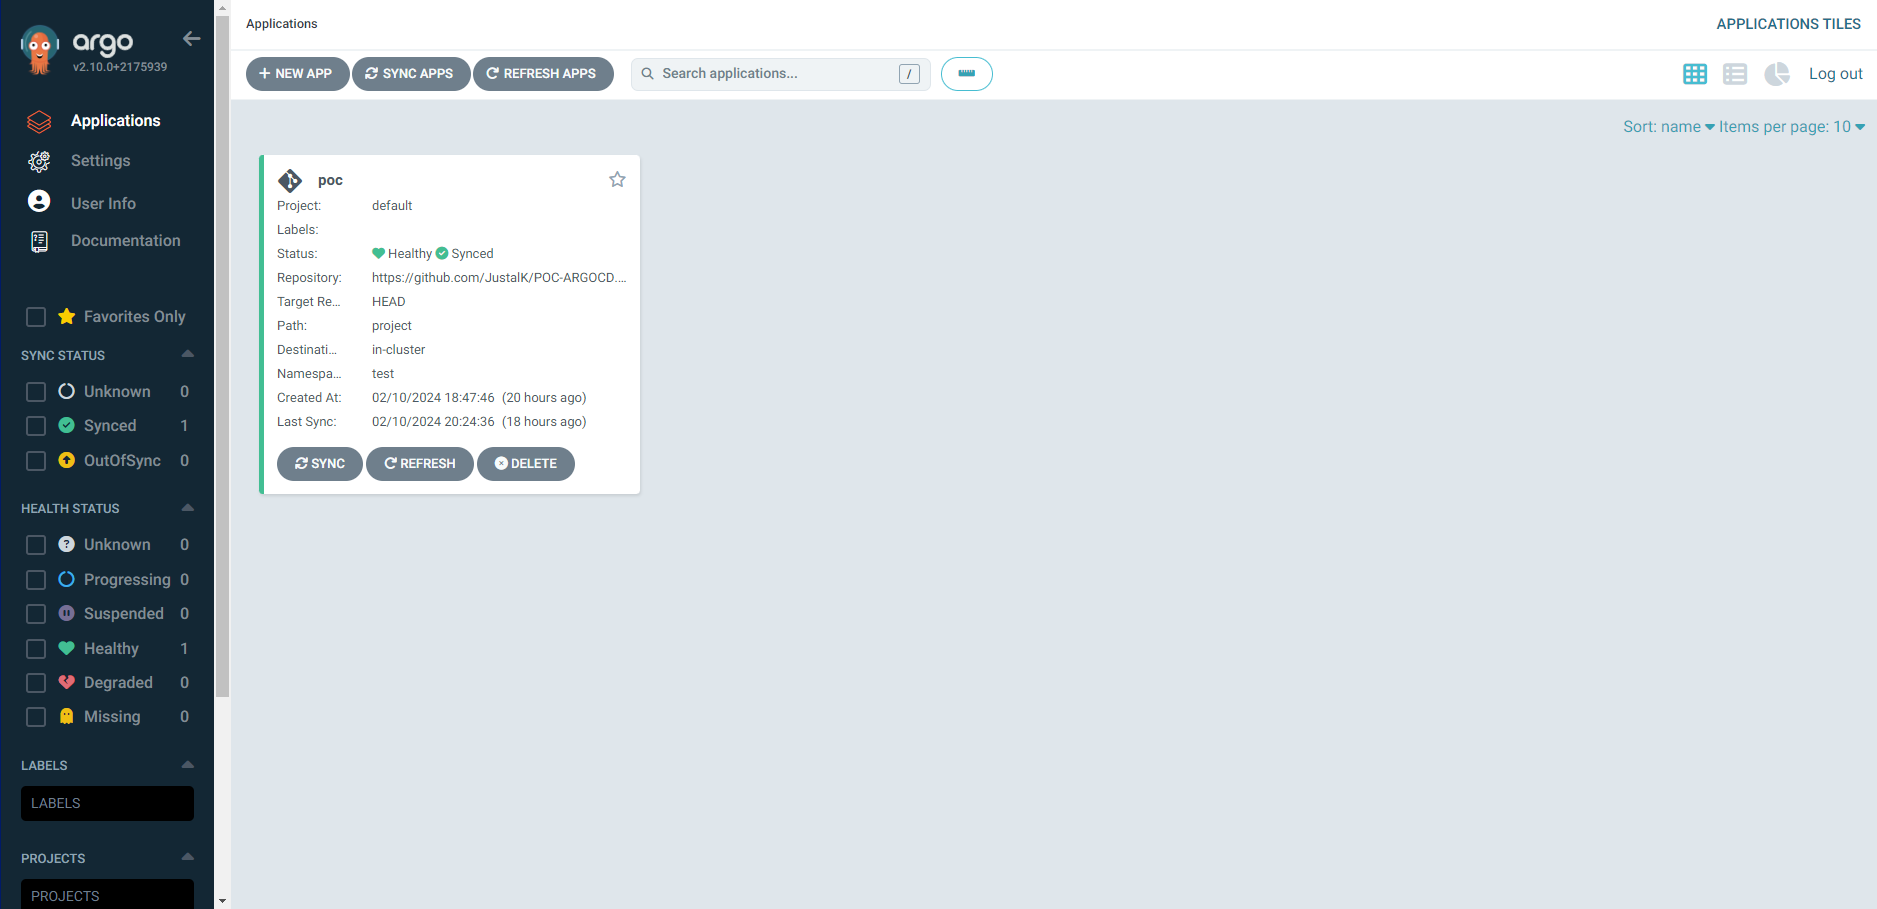 argo
v2.10.0+2175939
Applications
Settings
User Info
Documentation
Favorites Only
SYNC STATUS
Unknown 0
Synced 1
OutOfSync 0
HEALTH STATUS
Unknown 0
Progressing 0
Suspended 0
Healthy 1
Degraded 0
Missing 0
LABELS
LABELS
PROJECTS
PROJECTS
Applications
APPLICATIONS TILES
NEW APP SYNC APPS REFRESH APPS Search applications... / Log out
Sort: name Items per page: 10
poc
Project: default
Labels:
Status: Healthy Synced
Repository: https://github.com/JustalK/POC-ARGOCD....
Target Re... HEAD
Path: project
Destinati... in-cluster
Namespa... test
Created At: 02/10/2024 18:47:46 (20 hours ago)
Last Sync: 02/10/2024 20:24:36 (18 hours ago)
SYNC REFRESH DELETE